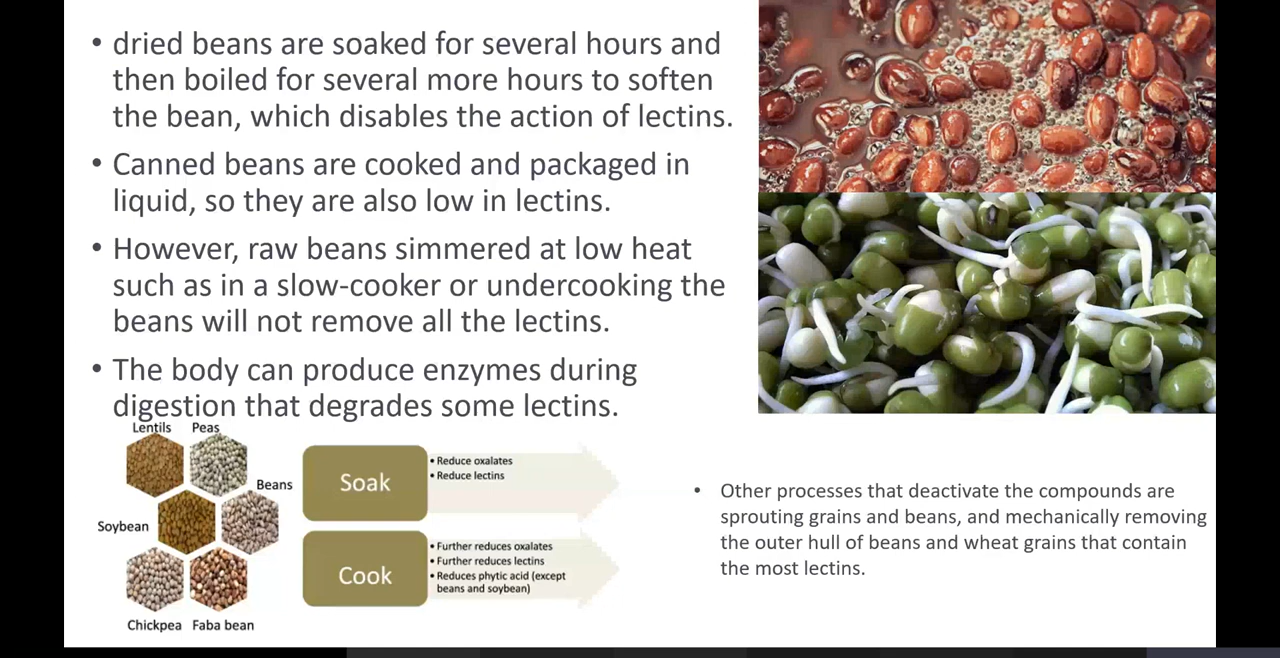 • dried beans are soaked for several hours and
then boiled for several more hours to soften
the bean, which disables the action of lectins.
• Canned beans are cooked and packaged in
liquid, so they are also low in lectins.
• However, raw beans simmered at low heat
such as in a slow-cooker or undercooking the
beans will not remove all the lectins.
• The body can produce enzymes during
digestion that degrades some lectins.
Lentils
Peas
Beans
Soybean
Chickpea
Faba bean
Soak
• Reduce oxalates
• Reduce lectins
Cook
• Further reduces oxalates
• Further reduces lectins
• Reduces phytic acid (except
beans and soybean)
• Other processes that deactivate the compounds are
sprouting grains and beans, and mechanically removing
the outer hull of beans and wheat grains that contain
the most lectins.